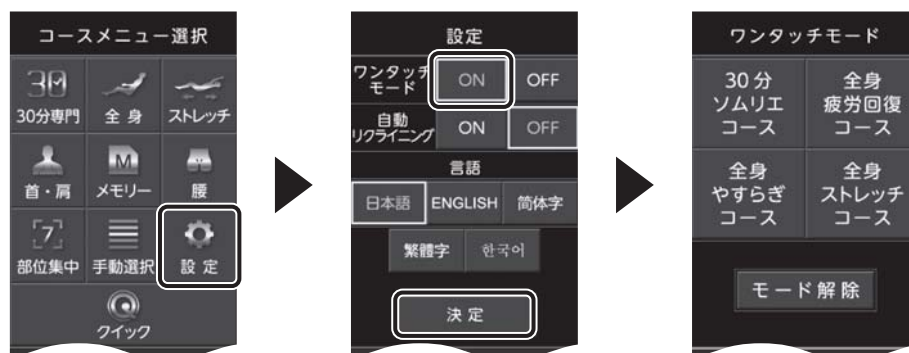 コースメニュー選択
30分専門
全身
ストレッチ
首・肩
M
メモリー
腰
7
部位集中
手動選択
設定
クイック
設定
ワンタッチ
モード
ON
OFF
自動
リクライニング
ON
OFF
言語
日本語
ENGLISH
简体字
繁體字
한국어
決定
ワンタッチモード
30分
ソムリエ
コース
全身
疲労回復
コース
全身
やすらぎ
コース
全身
ストレッチ
コース
モード解除